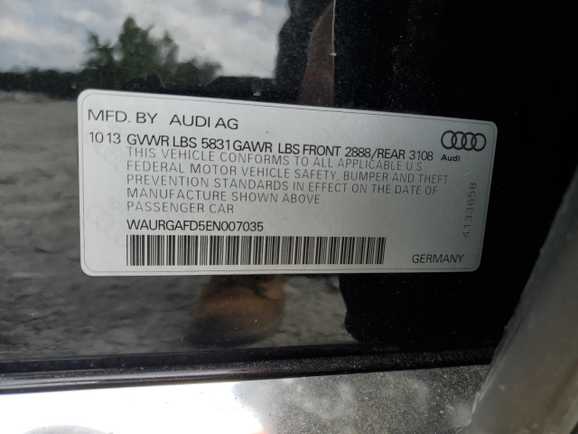 MFD. BY AUDI AG
10 13 GVWR LBS 5831 GAWR LBS FRONT 2888/REAR 3108
THIS VEHICLE CONFORMS TO ALL APPLICABLE U.S
FEDERAL MOTOR VEHICLE SAFETY, BUMPER AND THEFT
PREVENTION STANDARDS IN EFFECT ON THE DATE OF
MANUFACTURE SHOWN ABOVE
PASSENGER CAR
WAURGAFD5EN007035
Audi
4133658
GERMANY